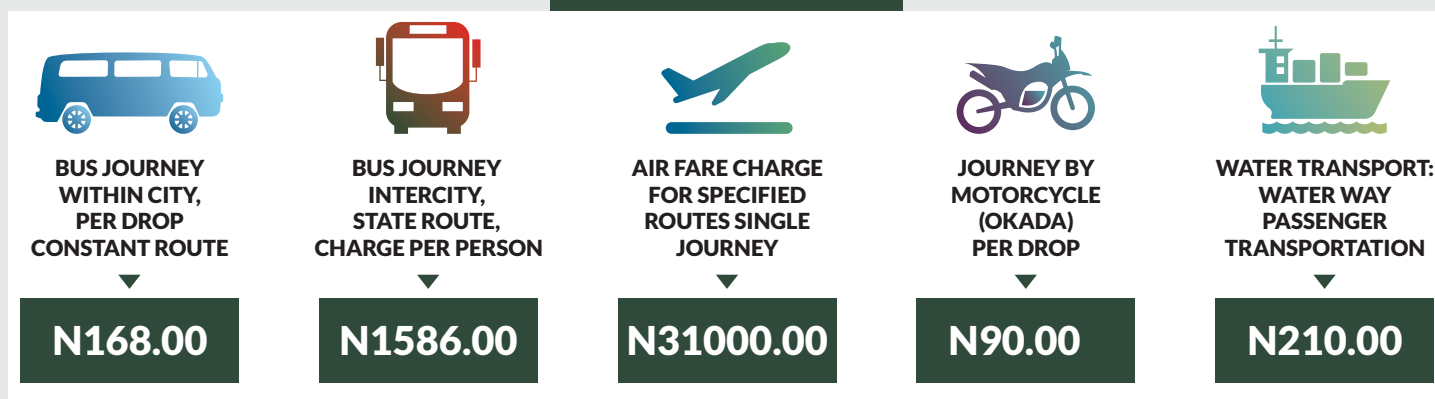 BUS JOURNEY
WITHIN CITY,
PER DROP
CONSTANT ROUTE
N168.00
BUS JOURNEY
INTERCITY,
STATE ROUTE,
CHARGE PER PERSON
N1586.00
AIR FARE CHARGE
FOR SPECIFIED
ROUTES SINGLE
JOURNEY
N31000.00
JOURNEY BY
MOTORCYCLE
(OKADA)
PER DROP
N90.00
WATER TRANSPORT:
WATER WAY
PASSENGER
TRANSPORTATION
N210.00